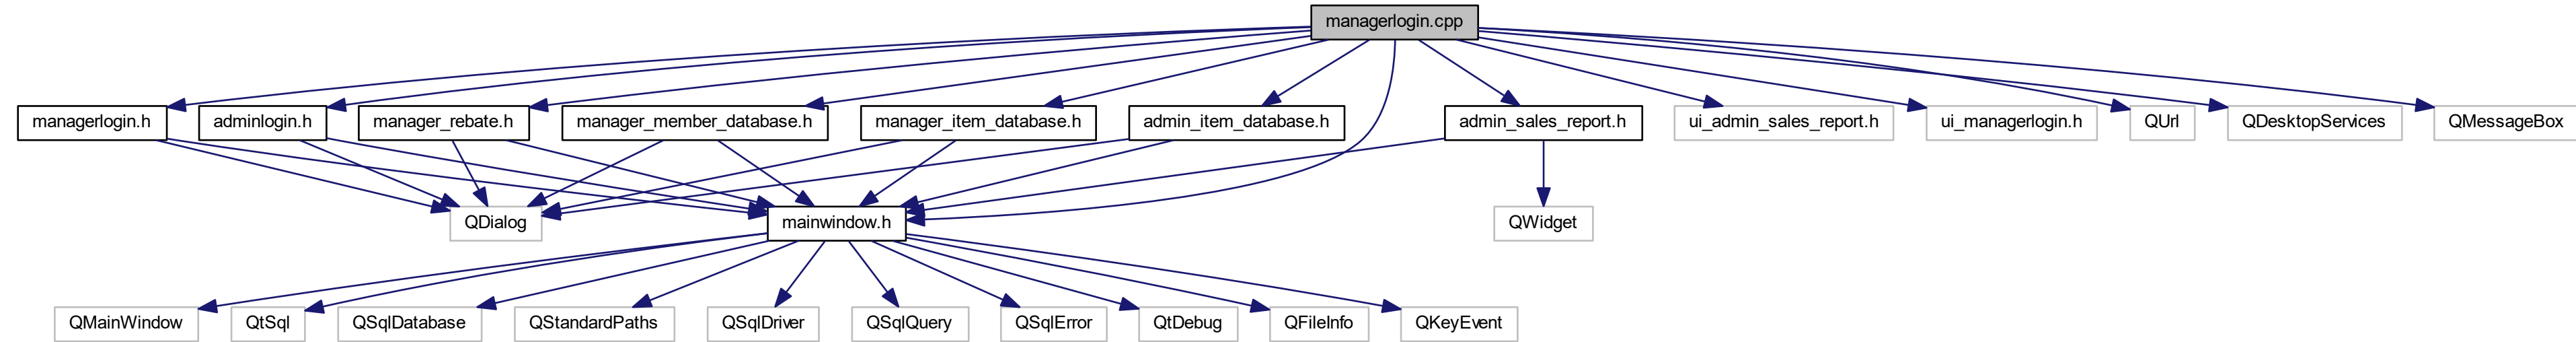 managerlogin.cpp
managerlogin.h
adminlogin.h
manager_rebate.h
manager_member_database.h
manager_item_database.h
admin_item_database.h
admin_sales_report.h
ui_admin_sales_report.h
ui_managerlogin.h
QUrl
QDesktopServices
QMessageBox
QDialog
mainwindow.h
QWidget
QMainWindow
QtSql
QSqlDatabase
QStandardPaths
QSqlDriver
QSqlQuery
QSqlError
QtDebug
QFileInfo
QKeyEvent